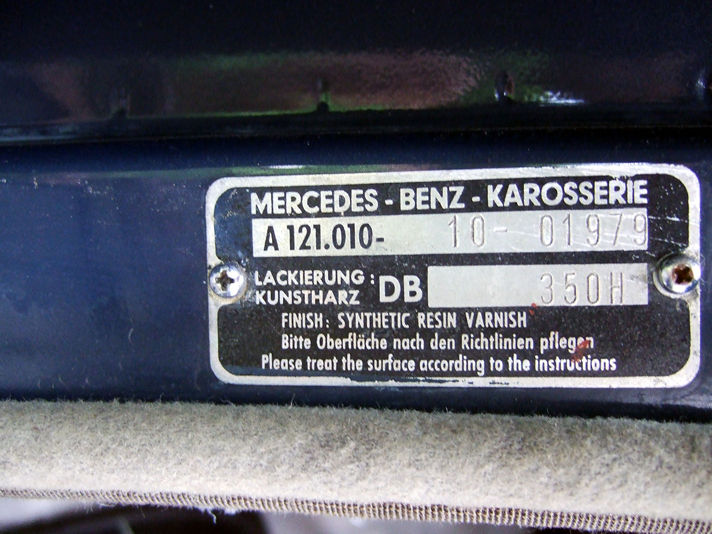 MERCEDES - BENZ - KAROSSERIE
A 121.010- 10- 01979
LACKIERUNG: DB 350H
KUNSTHARZ
FINISH: SYNTHETIC RESIN VARNISH
Bitte Oberfläche nach den Richtlinien pflegen
Please treat the surface according to the instructions